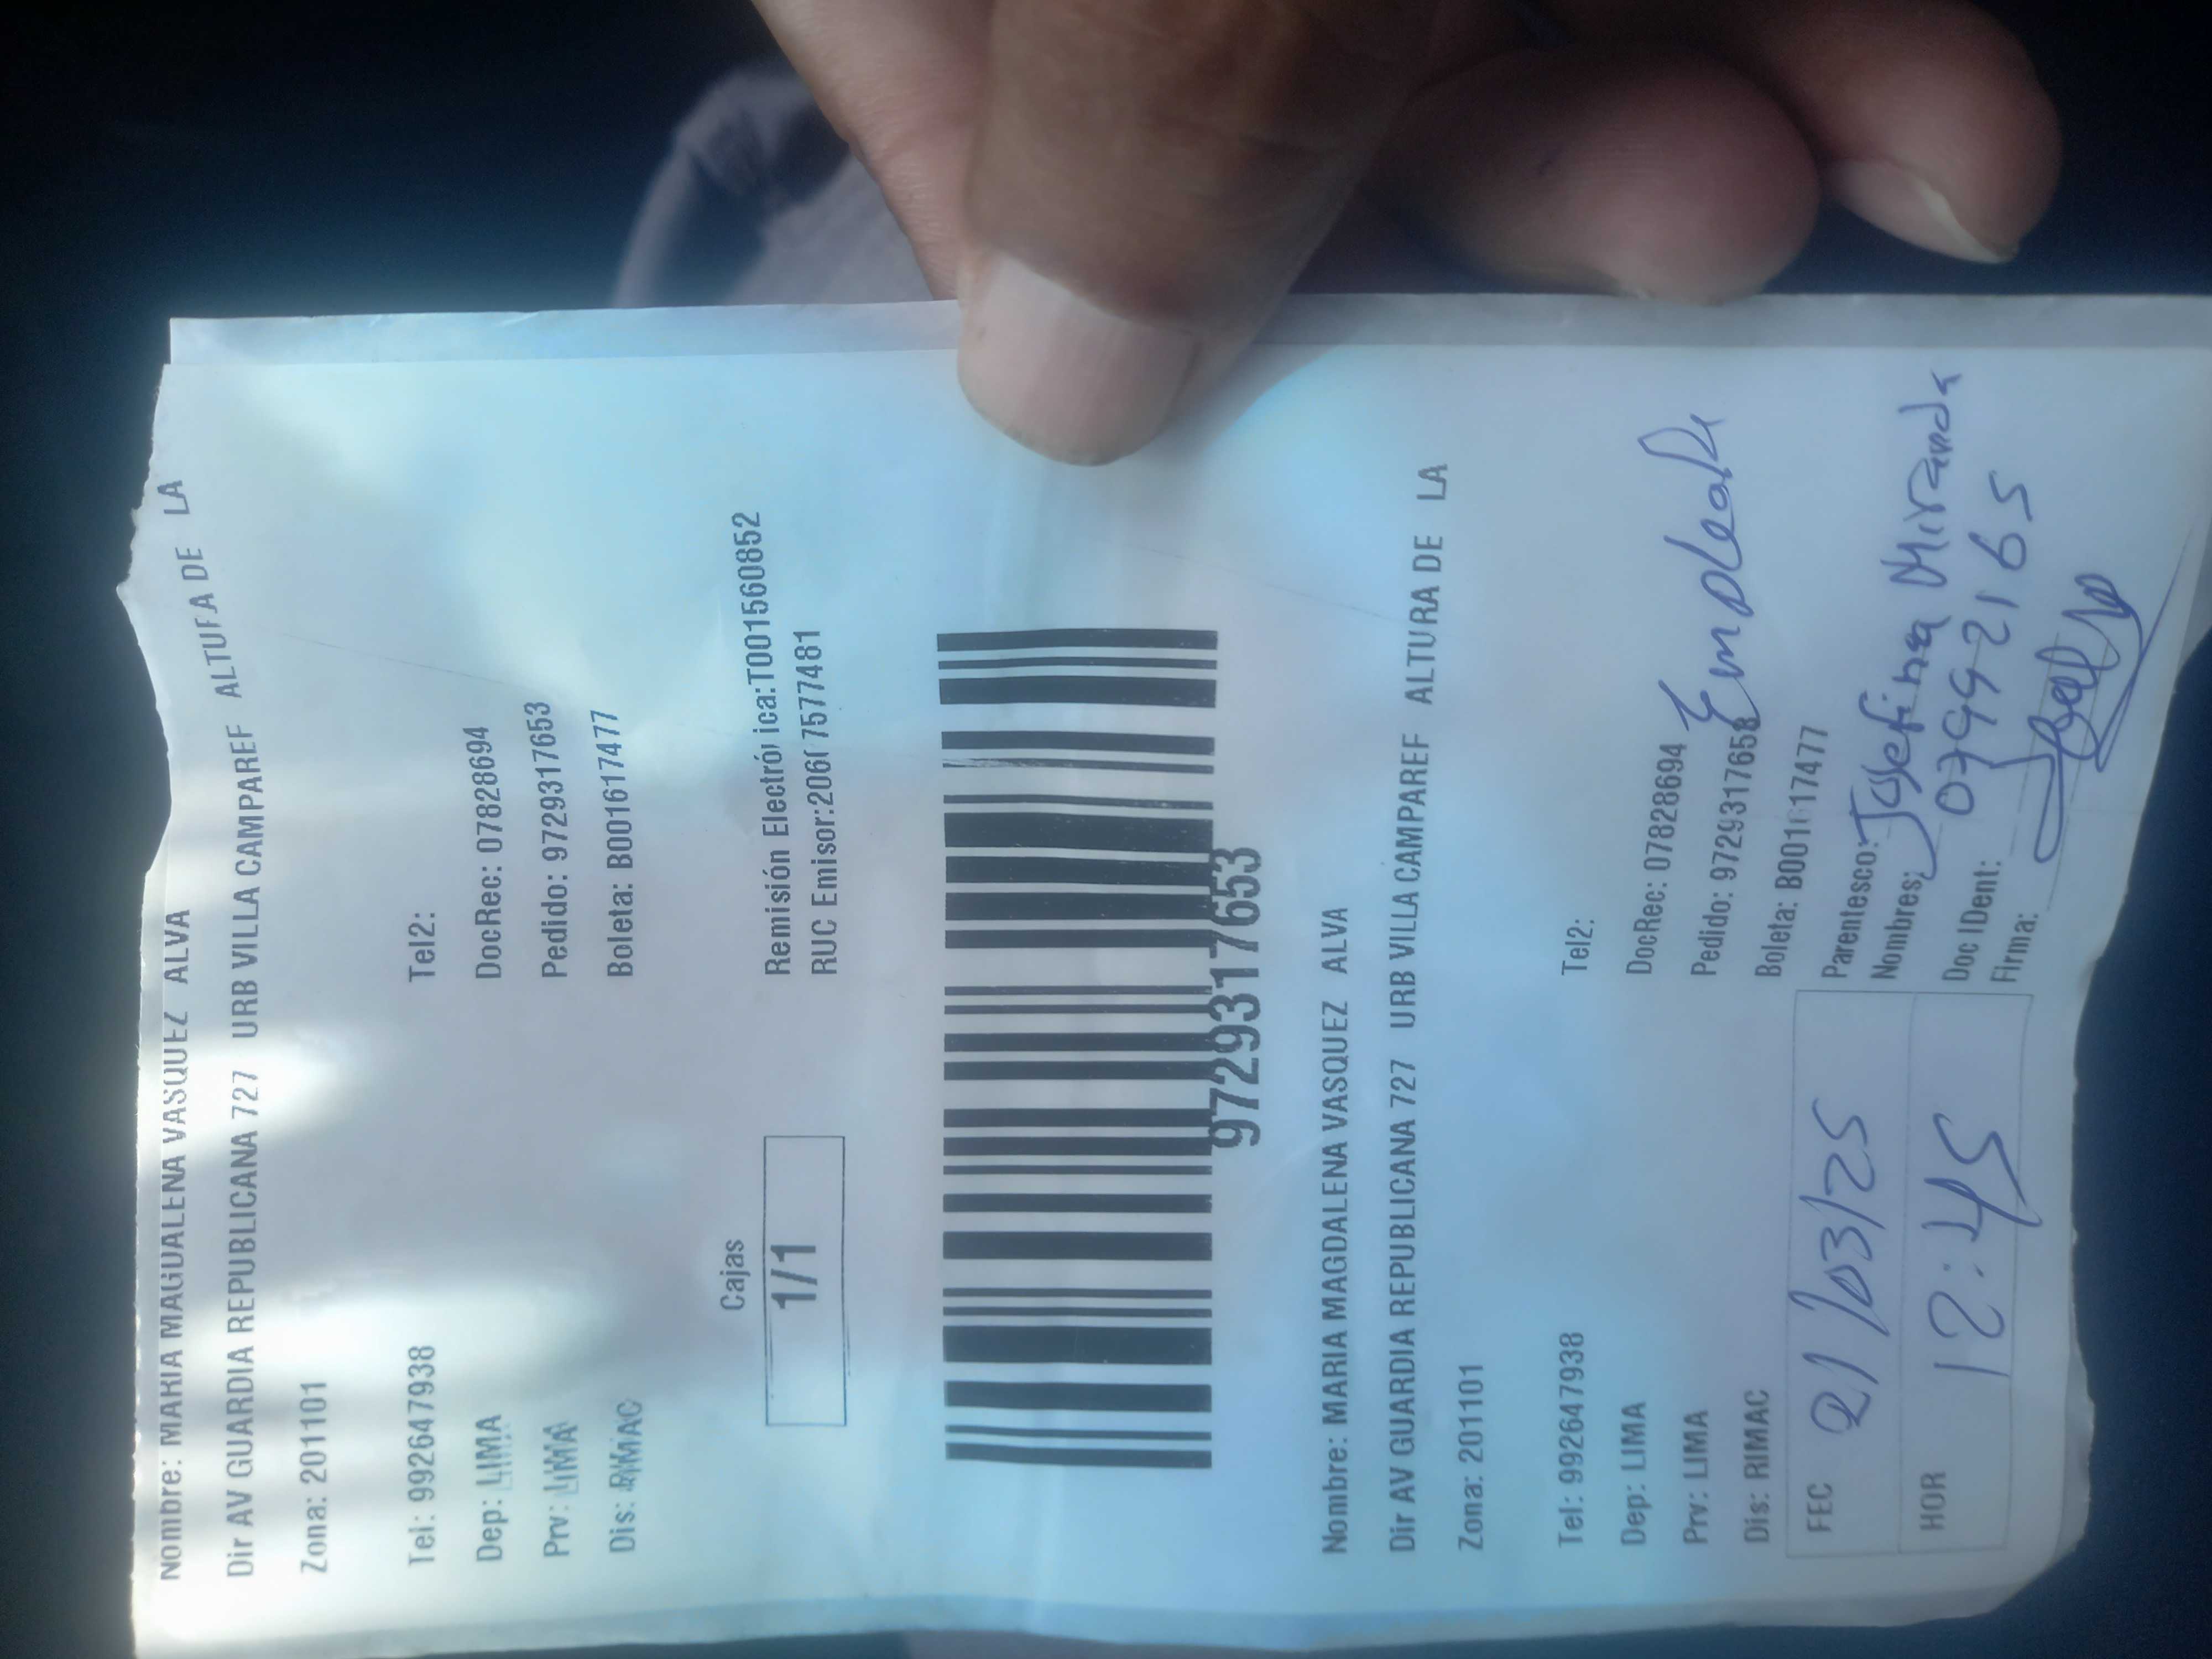 Nombre: MARIA MAGDALENA VASQUEZ ALVA LA
Dir AV GUARDIA REPUBLICANA 727 URB VILLA CAMPAREF ALTURA DE
Zona: 201101
Tel: 992647938 Tel2:
Dep: LIMA DocRec: 07828694
Prv: LIMA Pedido: 9729317653
Dis: RIMAC Boleta: B001617477
Cajas
1/1
Remisión Electrónica:T001560852
RUC Emisor:20607577481
9729317653
Nombre: MARIA MAGDALENA VASQUEZ ALVA
Dir AV GUARDIA REPUBLICANA 727 URB VILLA CAMPAREF ALTURA DE LA
Zona: 201101
Tel: 992647938 Tel2:
Dep: LIMA DocRec: 07828694
Prv: LIMA Pedido: 9729317653
Dis: RIMAC Boleta: B001617477
FEC 21/03/25
HOR 12:45
Parentesco:
Nombres: Josefina Miranda
Doc IDent: 07992165
Firma: